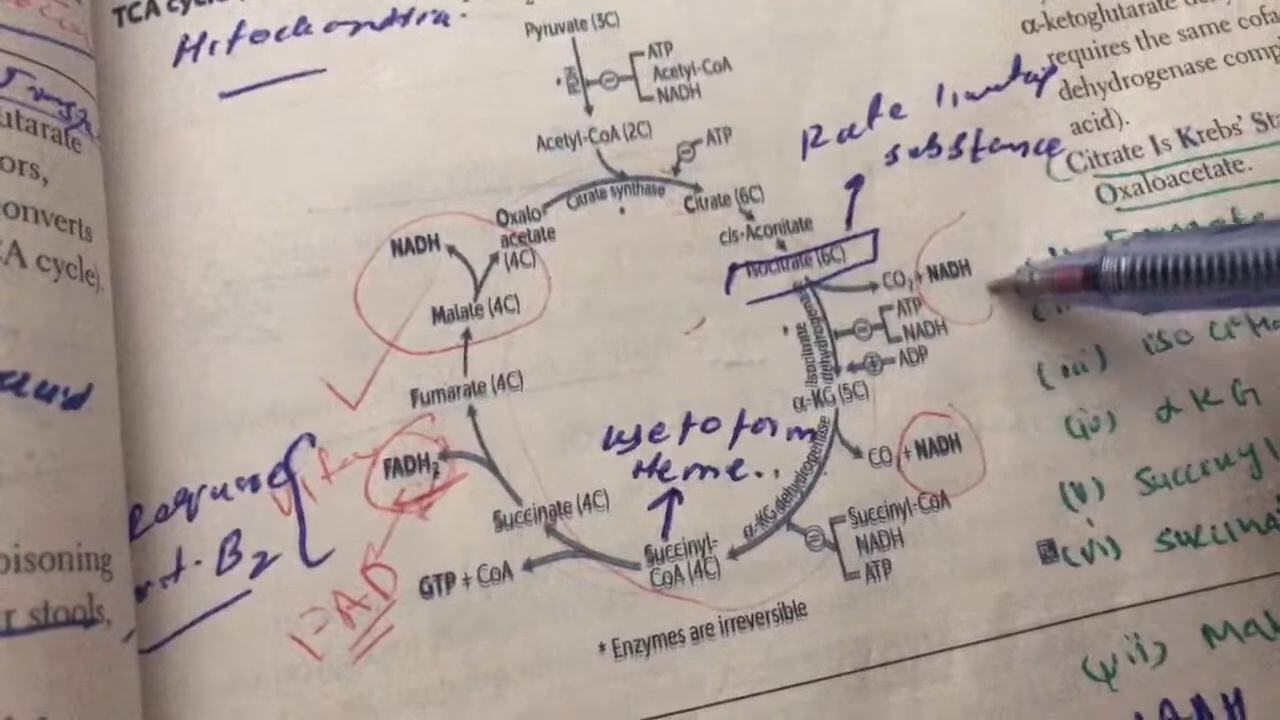 TCA cycle
Mitochondria.
Pyruvate (3C)
ATP
Acetyl-CoA
NADH
Acetyl-CoA (2C)
ATP
Citrate synthase
Citrate (6C)
cis-Aconitate
Isocitrate (6C)
Rate limiting
substance
CO₂ + NADH
ATP
NADH
ADP
Isocitrate dehydrogenase
α-KG (5C)
CO₂ + NADH
α-KG dehydrogenase
Succinyl-CoA
NADH
ATP
Succinyl-
CoA (4C)
use to form
Heme..
GTP + CoA
Succinate (4C)
FADH₂
FAD
B₂
Fumarate (4C)
Malate (4C)
NADH
Oxalo
acetate
(4C)
* Enzymes are irreversible
utarate
ors,
onverts
CA cycle).
oisoning
r stools,
α-ketoglutarate
requires the same cofa
dehydrogenase comp
acid).
Citrate Is Krebs' Sta
Oxaloacetate.
(iii) iso
(iv) α KG
(v) Succinyl
(vi) succina
(vii) Mal